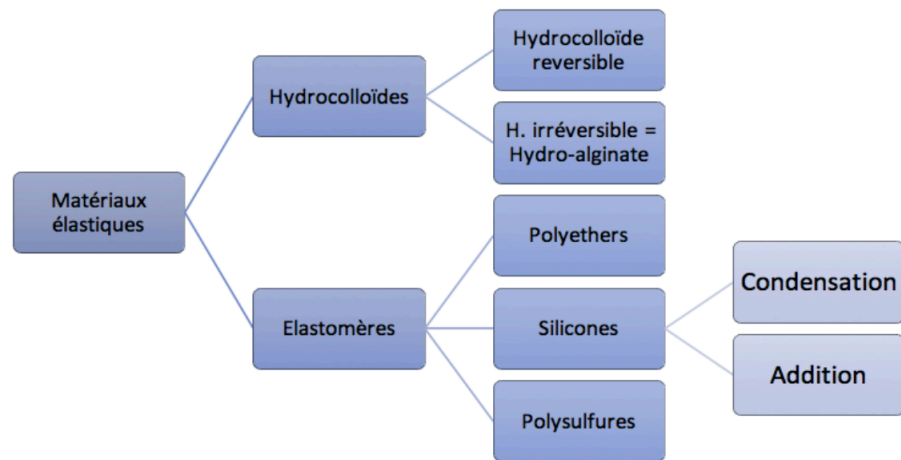 Matériaux
élastiques
Hydrocolloïdes
Hydrocolloïde
reversible
H. irréversible =
Hydro-alginate
Elastomères
Polyethers
Silicones
Condensation
Addition
Polysulfures